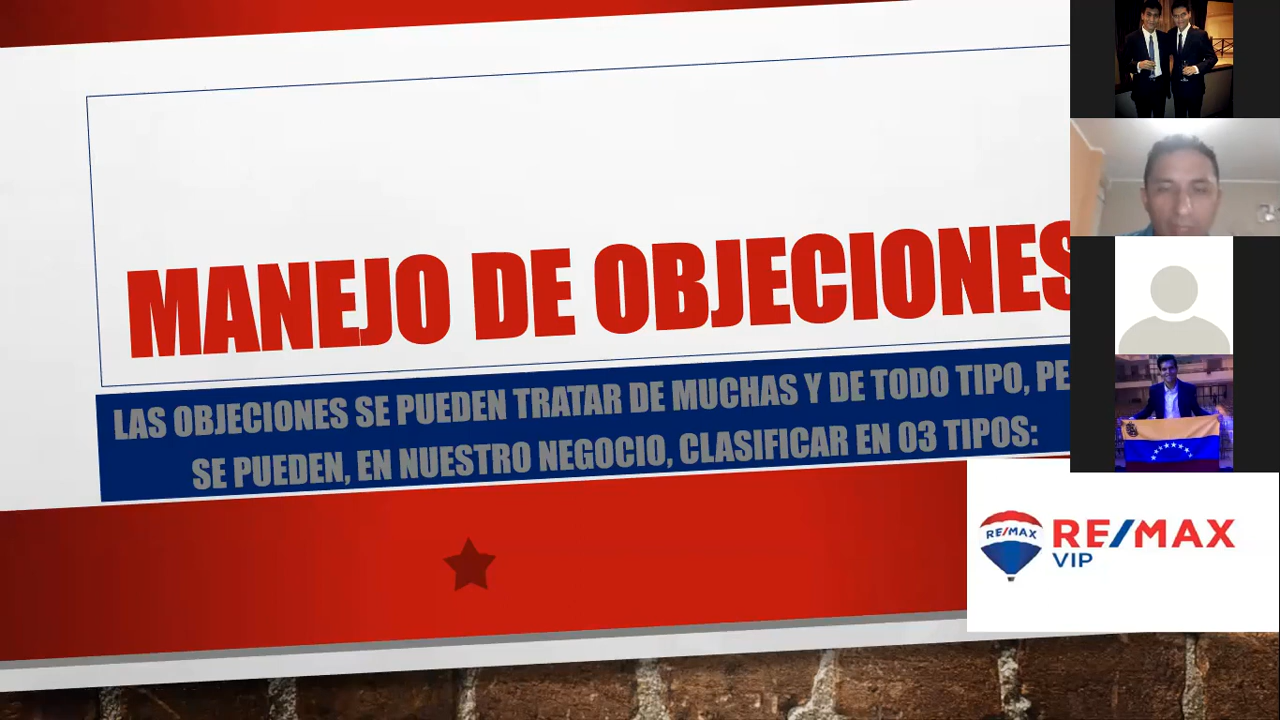 MANEJO DE OBJECIONES
LAS OBJECIONES SE PUEDEN TRATAR DE MUCHAS Y DE TODO TIPO, PE
SE PUEDEN, EN NUESTRO NEGOCIO, CLASIFICAR EN 03 TIPOS:
RE/MAX
RE/MAX
VIP